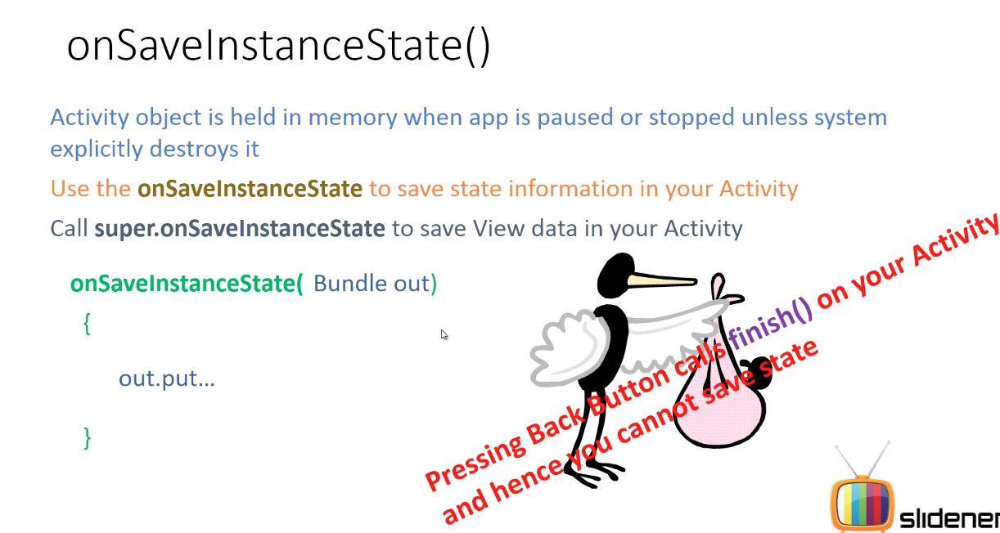 onSaveInstanceState()
Activity object is held in memory when app is paused or stopped unless system
explicitly destroys it
Use the onSaveInstanceState to save state information in your Activity
Call super.onSaveInstanceState to save View data in your Activity
onSaveInstanceState( Bundle out)
{
out.put...
}
Pressing Back Button calls finish() on your Activity
and hence you cannot save state
slidener